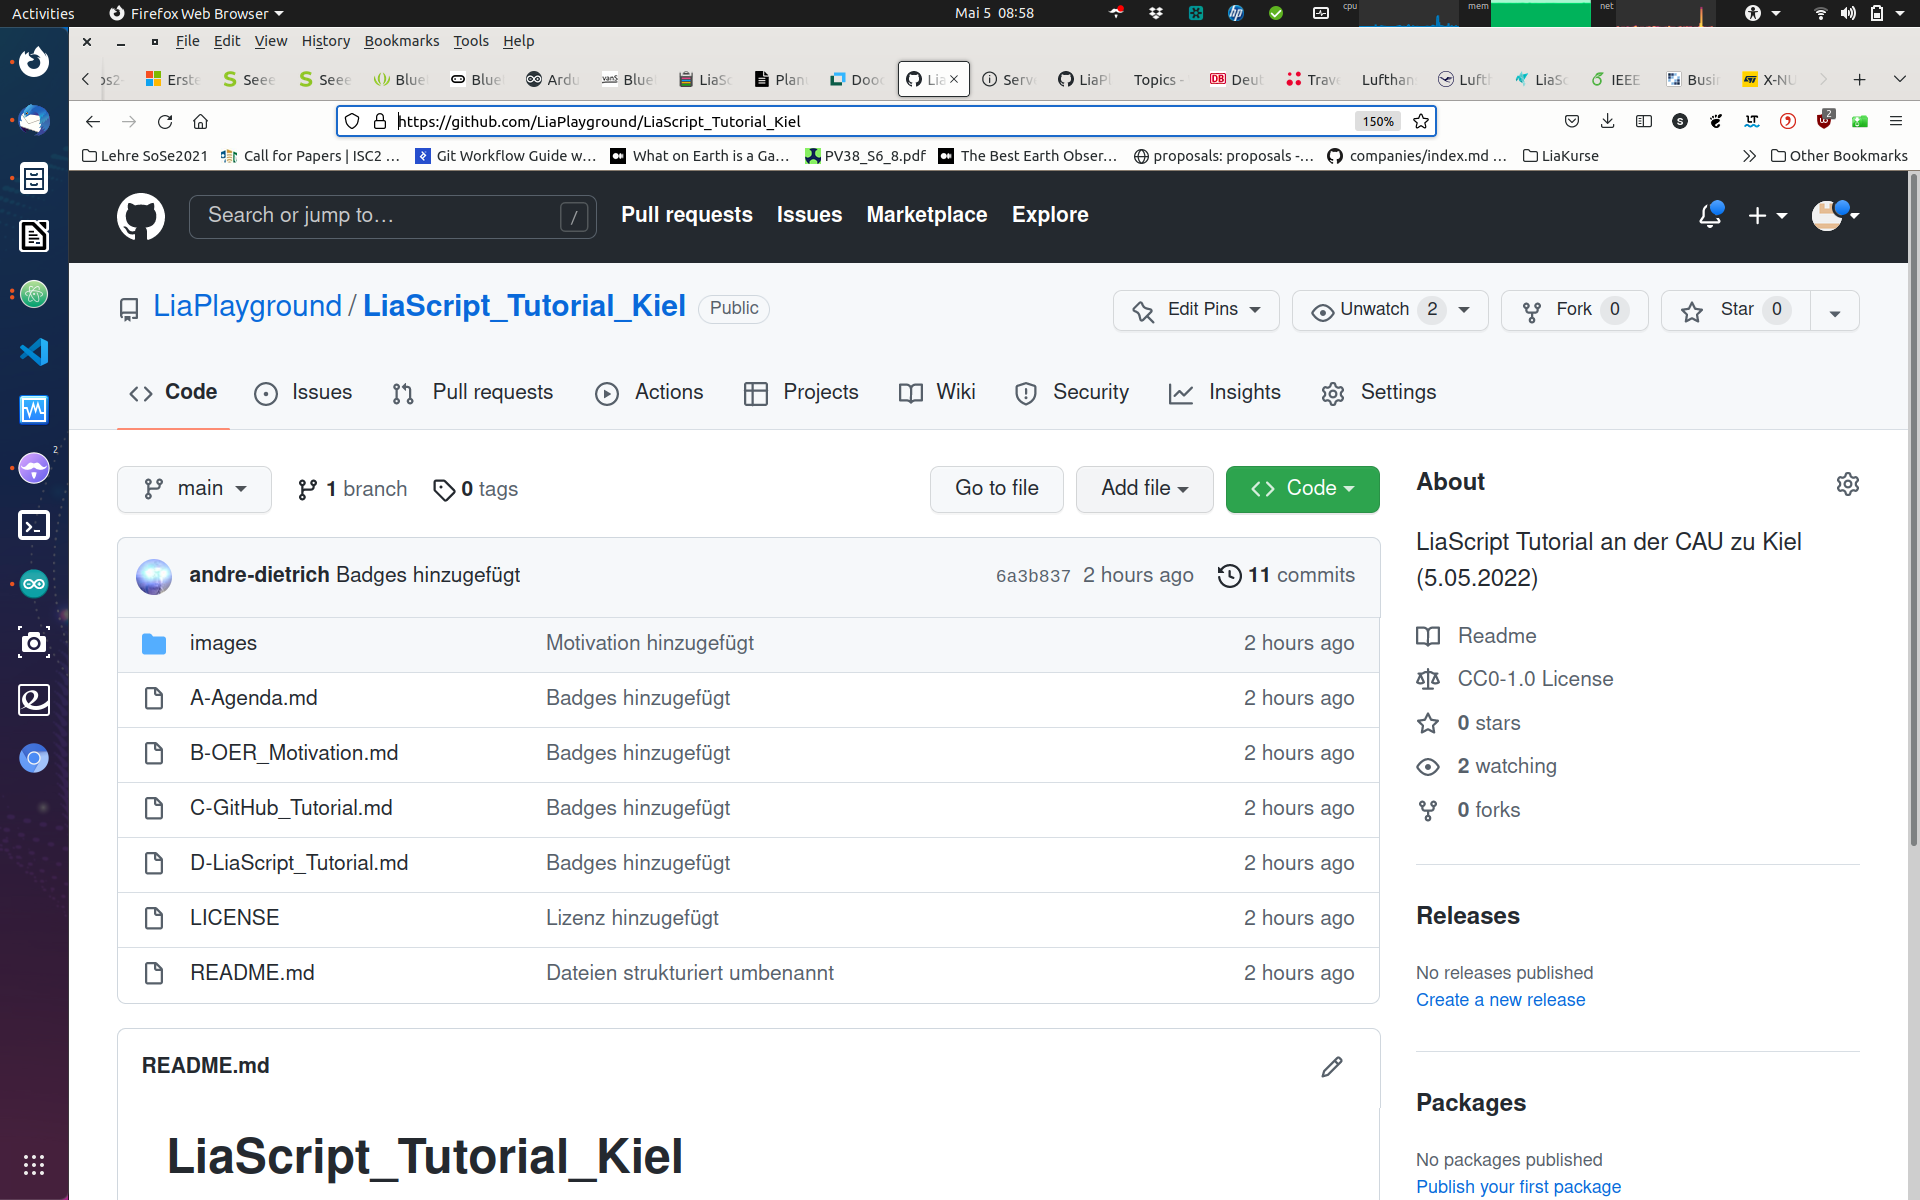 Activities Firefox Web Browser Mai 5 08:58 cpu mem net
File Edit View History Bookmarks Tools Help
os2- Erste Seee Seee Blue Blue Ardu Blue LiaSc Plan Dood Lia Serv LiaPl Topics - Deut Trave Lufthan Luft LiaSc IEEE Busi X-NU
https://github.com/LiaPlayground/LiaScript_Tutorial_Kiel 150% 2
Lehre SoSe2021 Call for Papers | ISC2 ... Git Workflow Guide w... What on Earth is a Ga... PV38_S6_8.pdf The Best Earth Obser... proposals: proposals -... companies/index.md ... LiaKurse Other Bookmarks
Search or jump to... / Pull requests Issues Marketplace Explore
LiaPlayground / LiaScript_Tutorial_Kiel Public Edit Pins Unwatch 2 Fork 0 Star 0
Code Issues Pull requests Actions Projects Wiki Security Insights Settings
main 1 branch 0 tags Go to file Add file Code
andre-dietrich Badges hinzugefügt 6a3b837 2 hours ago 11 commits
images Motivation hinzugefügt 2 hours ago
A-Agenda.md Badges hinzugefügt 2 hours ago
B-OER_Motivation.md Badges hinzugefügt 2 hours ago
C-GitHub_Tutorial.md Badges hinzugefügt 2 hours ago
D-LiaScript_Tutorial.md Badges hinzugefügt 2 hours ago
LICENSE Lizenz hinzugefügt 2 hours ago
README.md Dateien strukturiert umbenannt 2 hours ago
README.md
LiaScript_Tutorial_Kiel
About
LiaScript Tutorial an der CAU zu Kiel
(5.05.2022)
Readme
CC0-1.0 License
0 stars
2 watching
0 forks
Releases
No releases published
Create a new release
Packages
No packages published
Publish your first package
2